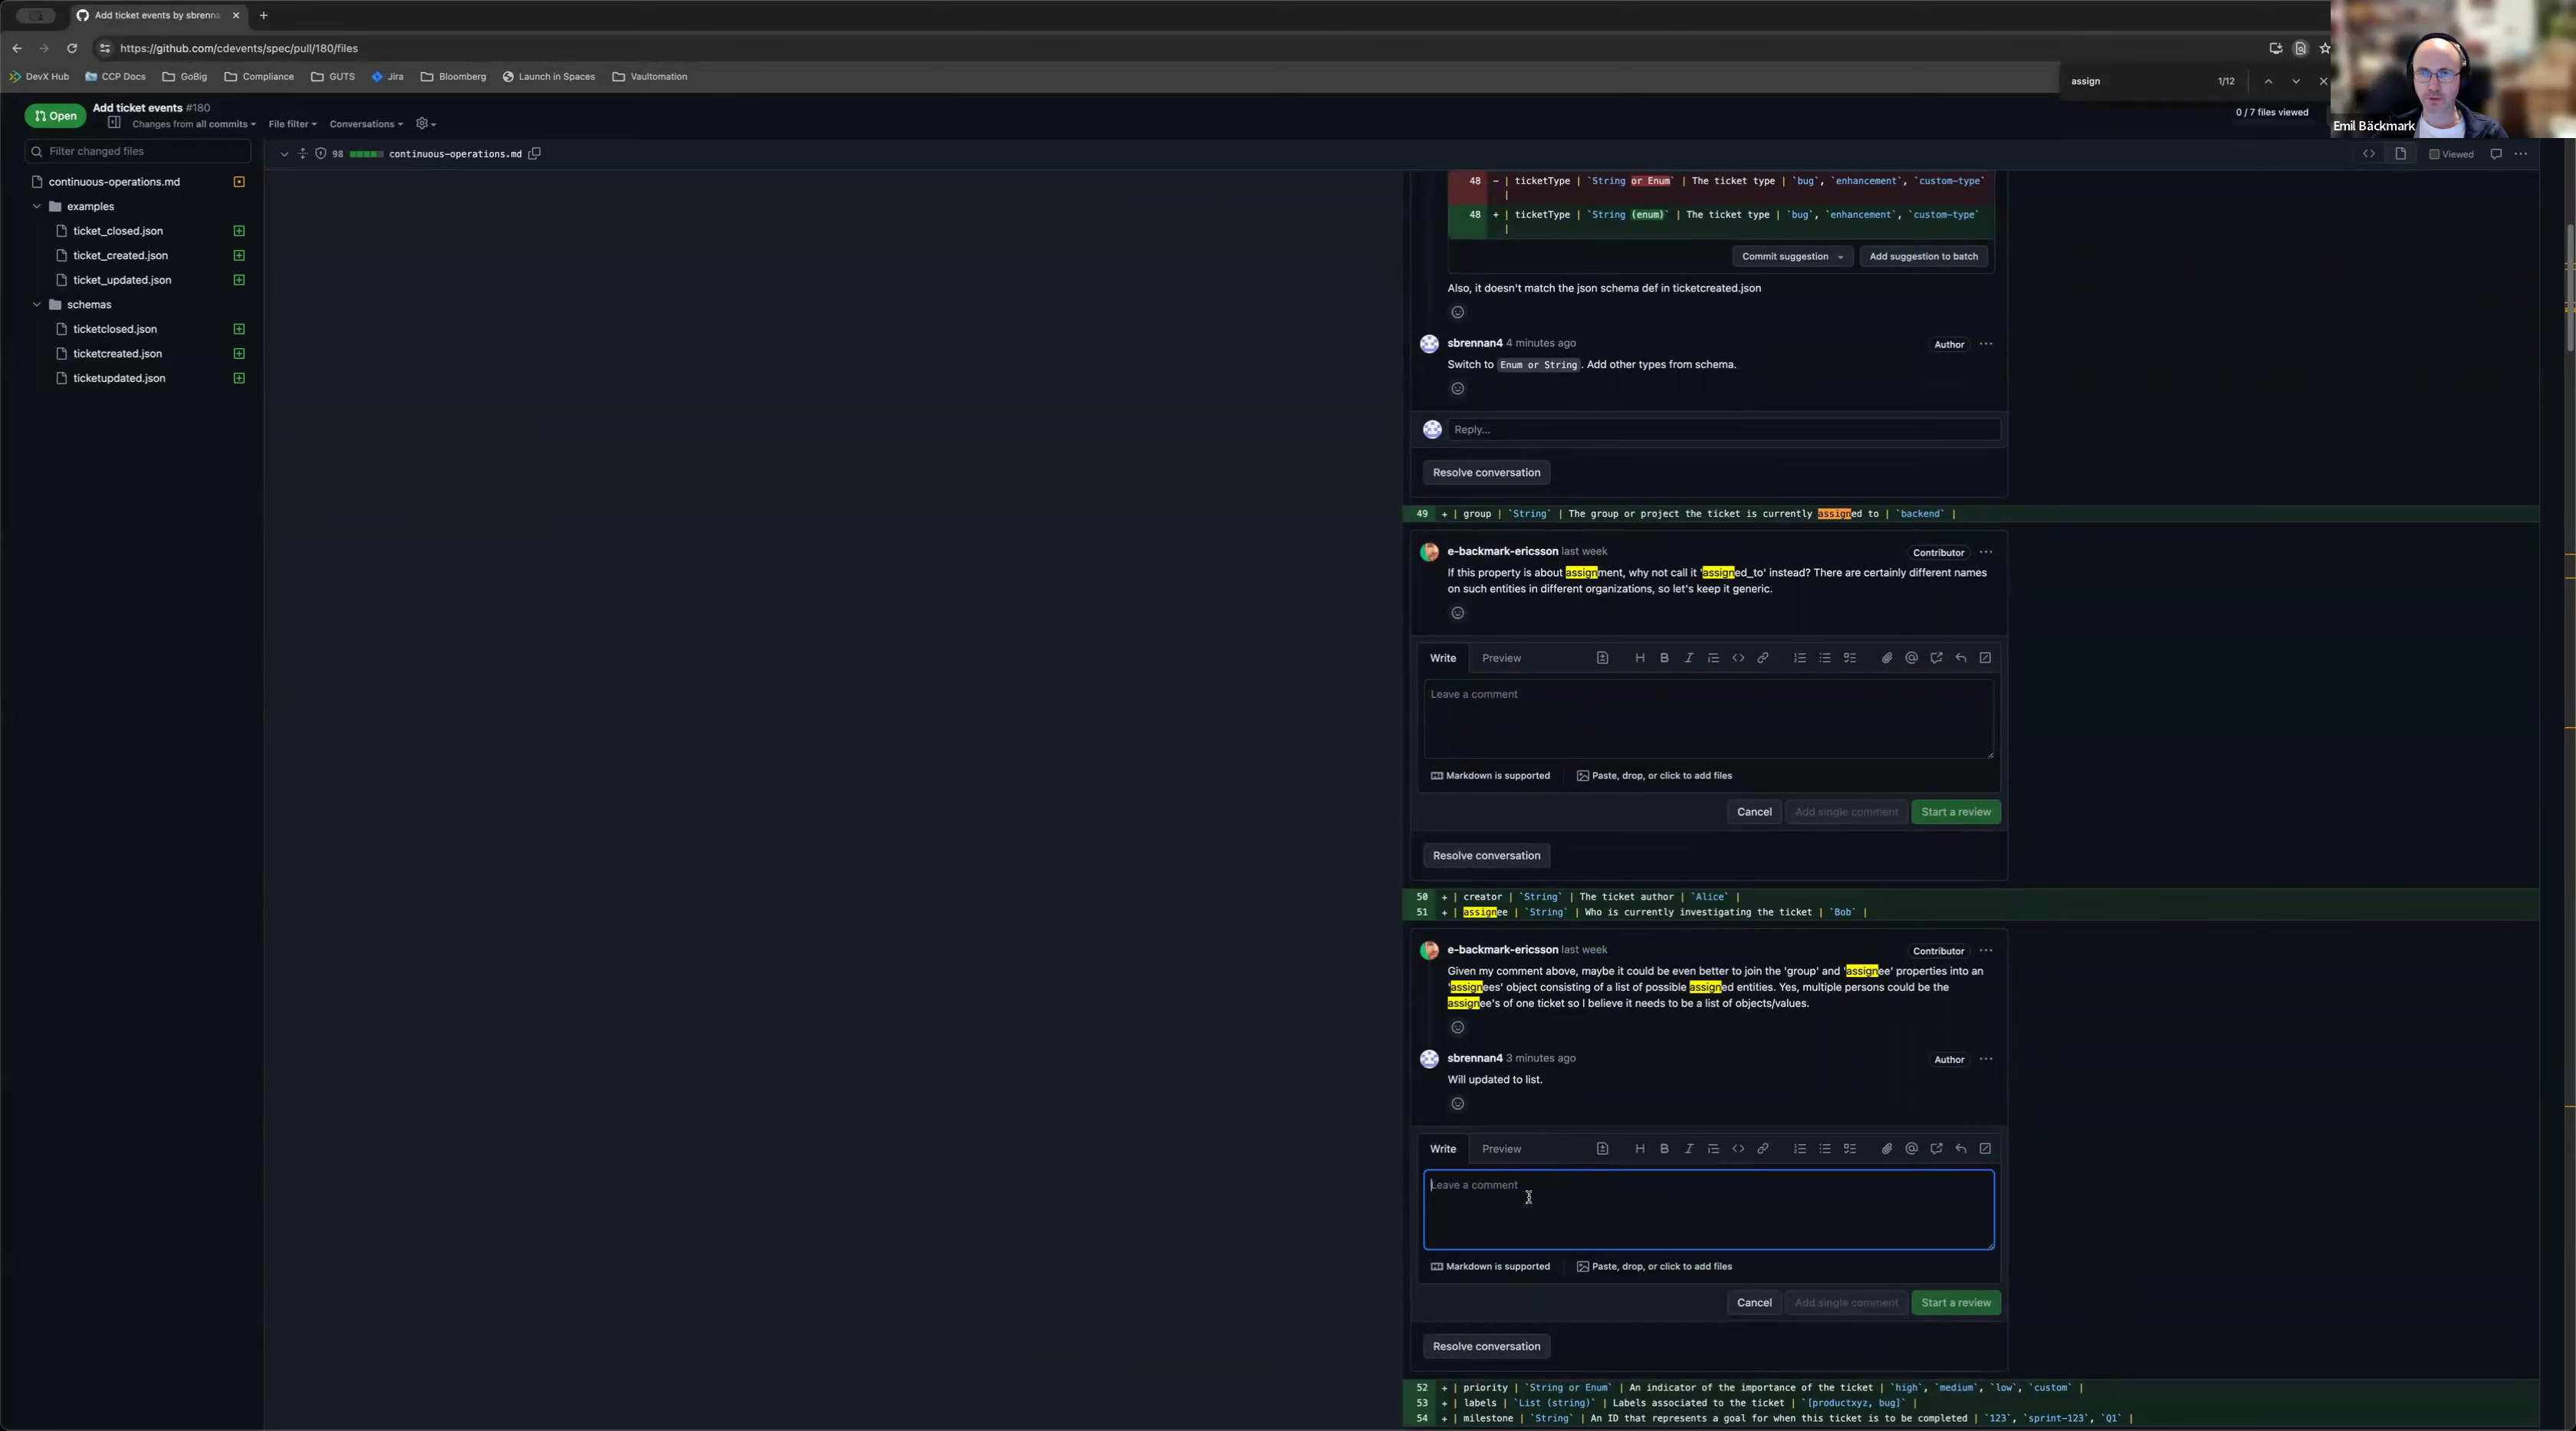 Add ticket events by sbrenna
https://github.com/cdevents/spec/pull/180/files
DevX Hub CCP Docs GoBig Compliance GUTS Jira Bloomberg Launch in Spaces Vaultomation
assign 1/12
Open
Add ticket events #180
Changes from all commits File filter Conversations
0 / 7 files viewed
Emil Bäckmark
Filter changed files
98 continuous-operations.md
Viewed
continuous-operations.md
examples
ticket_closed.json
ticket_created.json
ticket_updated.json
schemas
ticketclosed.json
ticketcreated.json
ticketupdated.json
48 - | ticketType | `String or Enum` | The ticket type | `bug`, `enhancement`, `custom-type`
|
48 + | ticketType | `String (enum)` | The ticket type | `bug`, `enhancement`, `custom-type`
|
Commit suggestion Add suggestion to batch
Also, it doesn't match the json schema def in ticketcreated.json
sbrennan4 4 minutes ago Author
Switch to Enum or String. Add other types from schema.
Reply...
Resolve conversation
49 + | group | `String` | The group or project the ticket is currently assigned to | `backend` |
e-backmark-ericsson last week Contributor
If this property is about assignment, why not call it 'assigned_to' instead? There are certainly different names
on such entities in different organizations, so let's keep it generic.
Write Preview
Leave a comment
Markdown is supported Paste, drop, or click to add files
Cancel Add single comment Start a review
Resolve conversation
50 + | creator | `String` | The ticket author | `Alice` |
51 + | assignee | `String` | Who is currently investigating the ticket | `Bob` |
e-backmark-ericsson last week Contributor
Given my comment above, maybe it could be even better to join the 'group' and 'assignee' properties into an
'assignees' object consisting of a list of possible assigned entities. Yes, multiple persons could be the
assignee's of one ticket so I believe it needs to be a list of objects/values.
sbrennan4 3 minutes ago Author
Will updated to list.
Write Preview
Leave a comment
Markdown is supported Paste, drop, or click to add files
Cancel Add single comment Start a review
Resolve conversation
52 + | priority | `String or Enum` | An indicator of the importance of the ticket | `high`, `medium`, `low`, `custom` |
53 + | labels | `List (string)` | Labels associated to the ticket | `[productxyz, bug]` |
54 + | milestone | `String` | An ID that represents a goal for when this ticket is to be completed | `123`, `sprint-123`, `Q1` |